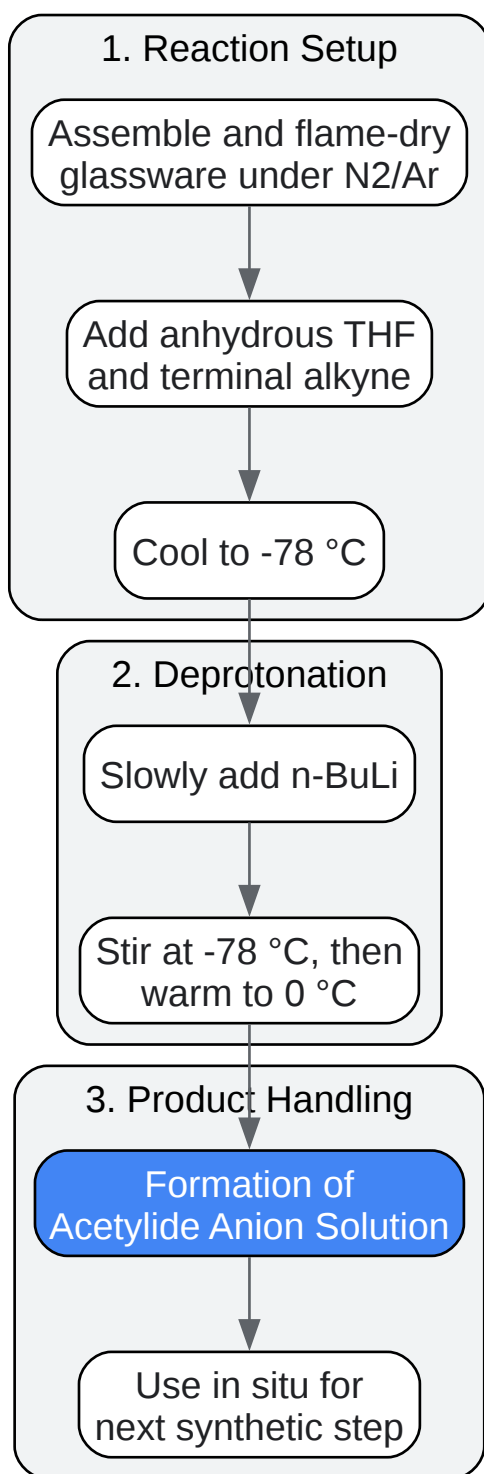 1. Reaction Setup
Assemble and flame-dry
glassware under N2/Ar
Add anhydrous THF
and terminal alkyne
Cool to -78 °C
2. Deprotonation
Slowly add n-BuLi
Stir at -78 °C, then
warm to 0 °C
3. Product Handling
Formation of
Acetylide Anion Solution
Use in situ for
next synthetic step